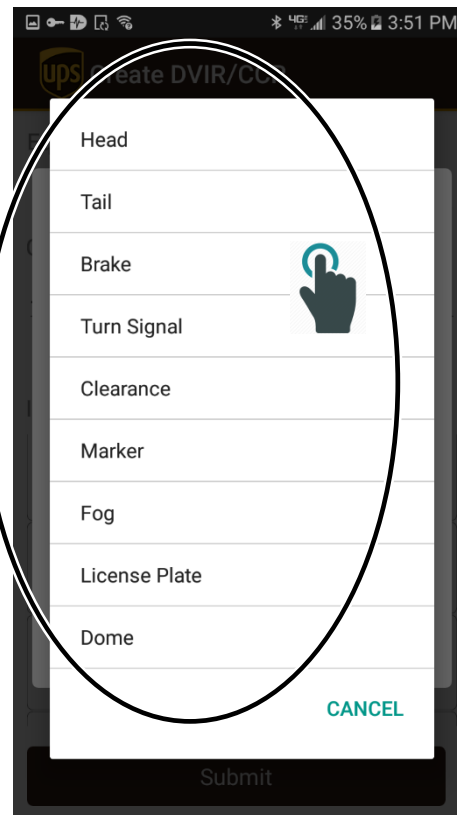 4G 35% 3:51 PM
ups Create DVIR/
Head
Tail
Brake
Turn Signal
Clearance
Marker
Fog
License Plate
Dome
CANCEL
Submit